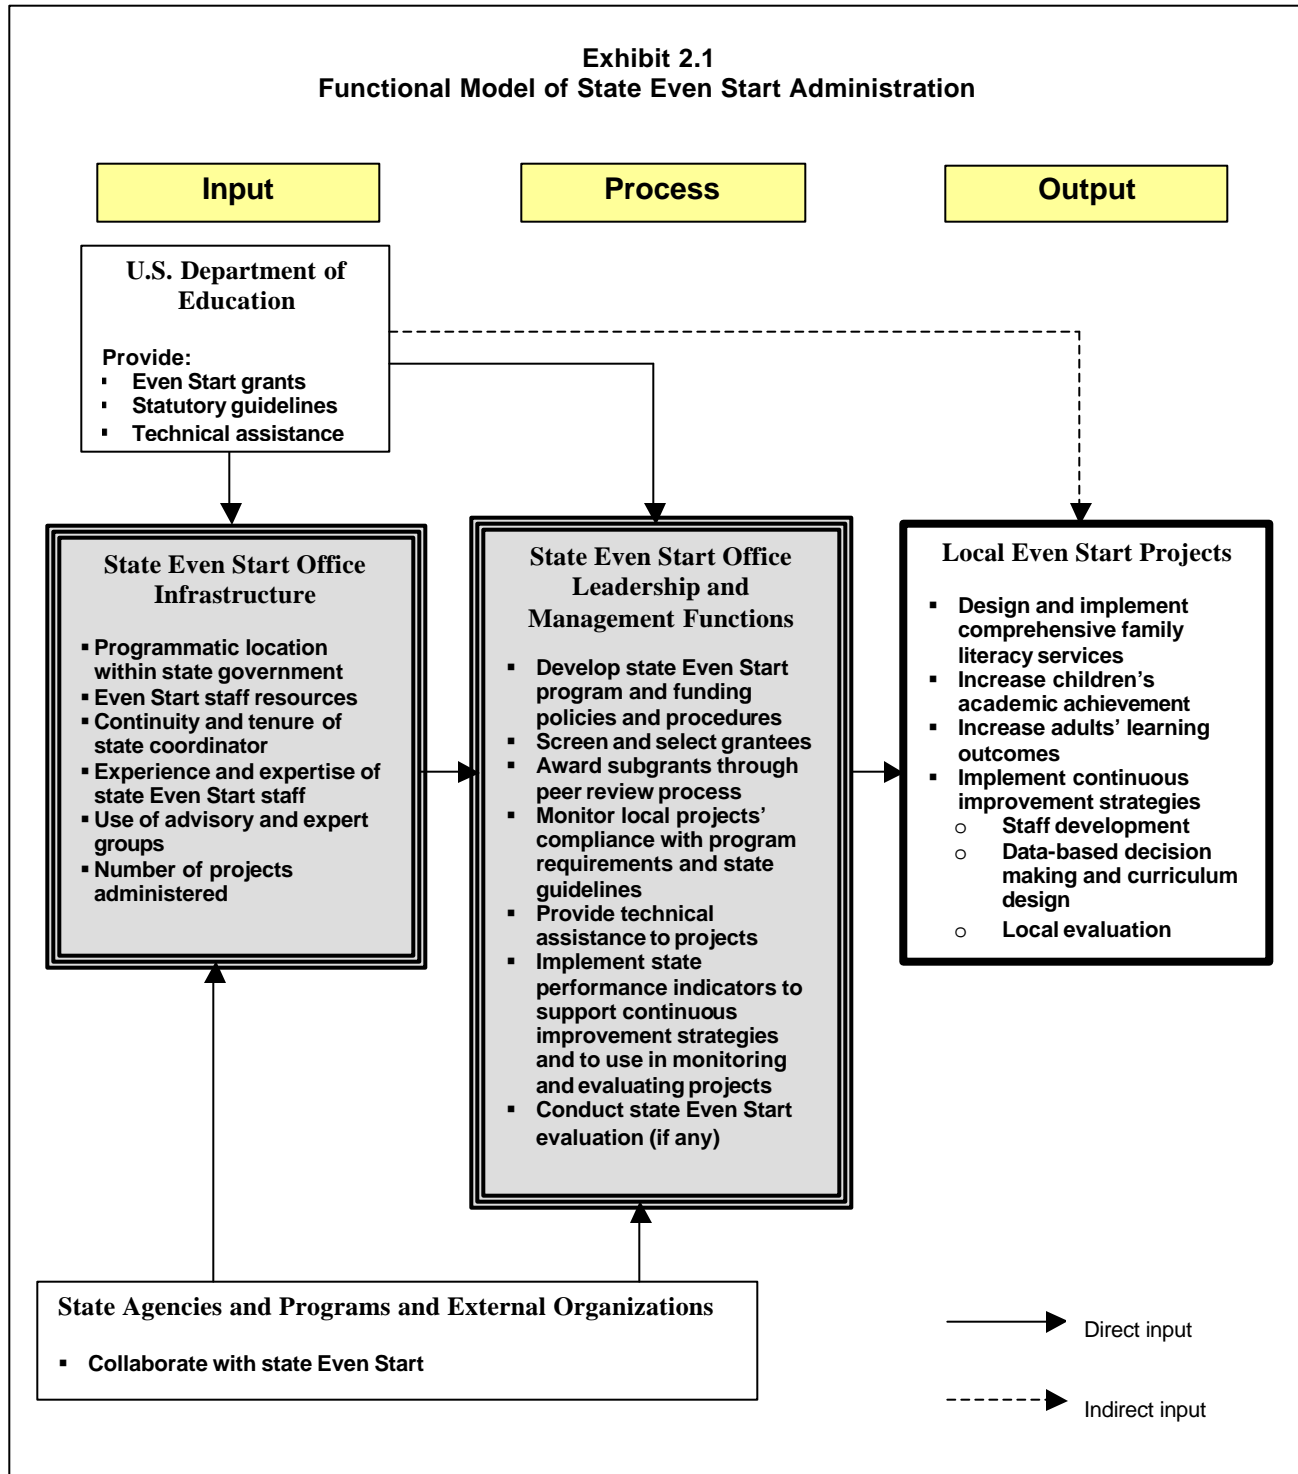 Exhibit 2.1
Functional Model of State Even Start Administration
Input
Process
Output
U.S. Department of
Education
Provide:
▪ Even Start grants
▪ Statutory guidelines
▪ Technical assistance
State Even Start Office
Infrastructure
▪ Programmatic location
within state government
▪ Even Start staff resources
▪ Continuity and tenure of
state coordinator
▪ Experience and expertise of
state Even Start staff
▪ Use of advisory and expert
groups
▪ Number of projects
administered
State Even Start Office
Leadership and
Management Functions
▪ Develop state Even Start
program and funding
policies and procedures
▪ Screen and select grantees
▪ Award subgrants through
peer review process
▪ Monitor local projects’
compliance with program
requirements and state
guidelines
▪ Provide technical
assistance to projects
▪ Implement state
performance indicators to
support continuous
improvement strategies
and to use in monitoring
and evaluating projects
▪ Conduct state Even Start
evaluation (if any)
Local Even Start Projects
▪ Design and implement
comprehensive family
literacy services
▪ Increase children’s
academic achievement
▪ Increase adults’ learning
outcomes
▪ Implement continuous
improvement strategies
o Staff development
o Data-based decision
making and curriculum
design
o Local evaluation
State Agencies and Programs and External Organizations
▪ Collaborate with state Even Start
Direct input
Indirect input